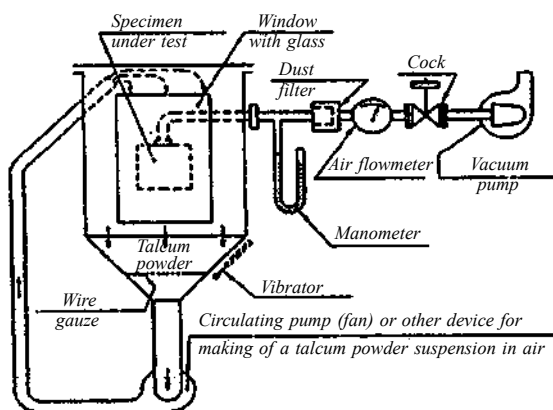 Specimen
under test
Window
with glass
Dust
filter
Cock
Air flowmeter
Vacuum
pump
Manometer
Talcum
powder
Vibrator
Wire
gauze
Circulating pump (fan) or other device for
making of a talcum powder suspension in air